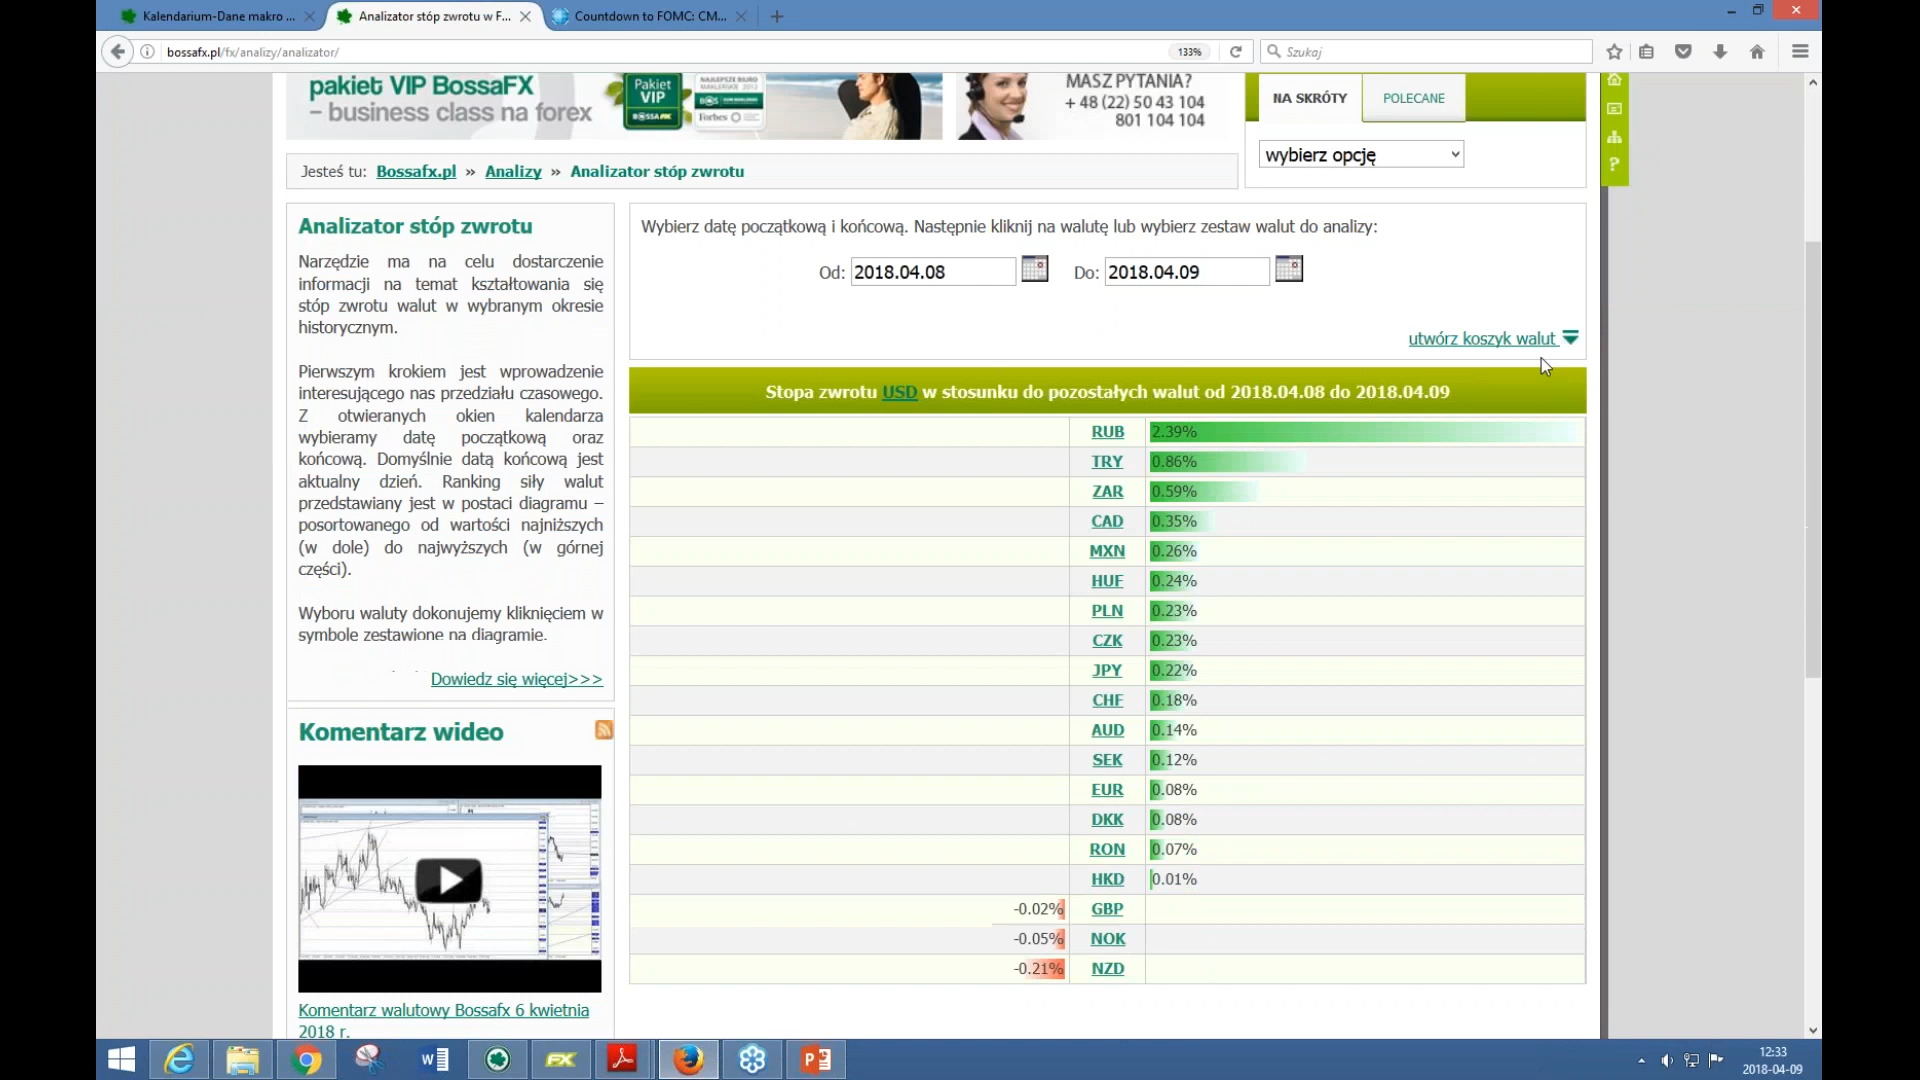 Kalendarium-Dane makro ...
Analizator stóp zwrotu w F...
Countdown to FOMC: CM...
bossafx.pl/fx/analizy/analizator/
133%
Szukaj
pakiet VIP BossaFX
– business class na forex
Pakiet
VIP
BOSSAFX
NAJLEPSZE BIURO
MAKLERSKIE 2012
Forbes
MASZ PYTANIA?
+ 48 (22) 50 43 104
801 104 104
NA SKRÓTY
POLECANE
wybierz opcję
Jesteś tu: Bossafx.pl » Analizy » Analizator stóp zwrotu
Analizator stóp zwrotu
Narzędzie ma na celu dostarczenie
informacji na temat kształtowania się
stóp zwrotu walut w wybranym okresie
historycznym.
Pierwszym krokiem jest wprowadzenie
interesującego nas przedziału czasowego.
Z otwieranych okien kalendarza
wybieramy datę początkową oraz
końcową. Domyślnie datą końcową jest
aktualny dzień. Ranking siły walut
przedstawiany jest w postaci diagramu –
posortowanego od wartości najniższych
(w dole) do najwyższych (w górnej
części).
Wyboru waluty dokonujemy kliknięciem w
symbole zestawione na diagramie.
Dowiedz się więcej>>>
Komentarz wideo
Komentarz walutowy Bossafx 6 kwietnia
2018 r.
Wybierz datę początkową i końcową. Następnie kliknij na walutę lub wybierz zestaw walut do analizy:
Od: 2018.04.08 Do: 2018.04.09
utwórz koszyk walut
Stopa zwrotu USD w stosunku do pozostałych walut od 2018.04.08 do 2018.04.09
RUB 2.39%
TRY 0.86%
ZAR 0.59%
CAD 0.35%
MXN 0.26%
HUF 0.24%
PLN 0.23%
CZK 0.23%
JPY 0.22%
CHF 0.18%
AUD 0.14%
SEK 0.12%
EUR 0.08%
DKK 0.08%
RON 0.07%
HKD 0.01%
-0.02% GBP
-0.05% NOK
-0.21% NZD
12:33
2018-04-09